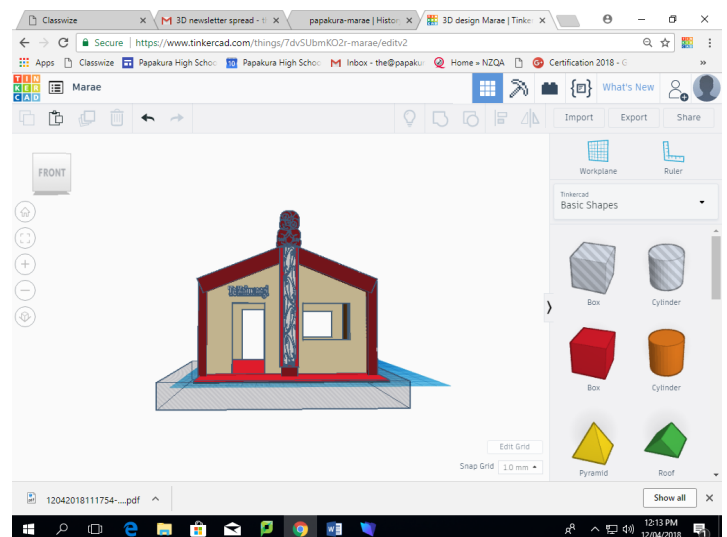 Classwize
3D newsletter spread - t
papakura-marae | Histor
3D design Marae | Tinke
Secure | https://www.tinkercad.com/things/7dvSUbmKO2r-marae/editv2
Apps Classwize Papakura High Schoo Papakura High Schoo Inbox - the@papaku Home » NZQA Certification 2018 - G »
TIN
KER
CAD
Marae
What's New
Import Export Share
FRONT
Workplane Ruler
Tinkercad
Basic Shapes
Box Cylinder
Box Cylinder
Pyramid Roof
Edit Grid
Snap Grid 1.0 mm
12042018111754-....pdf
Show all
12:13 PM
12/04/2018